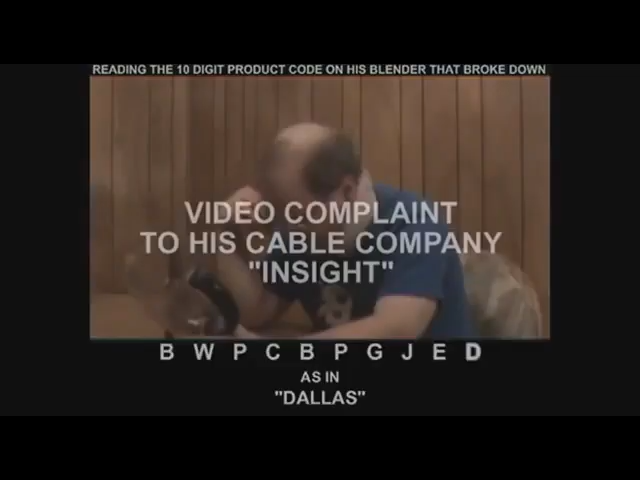 READING THE 10 DIGIT PRODUCT CODE ON HIS BLENDER THAT BROKE DOWN
VIDEO COMPLAINT
TO HIS CABLE COMPANY
"INSIGHT"
B W P C B P G J E D
AS IN
"DALLAS"